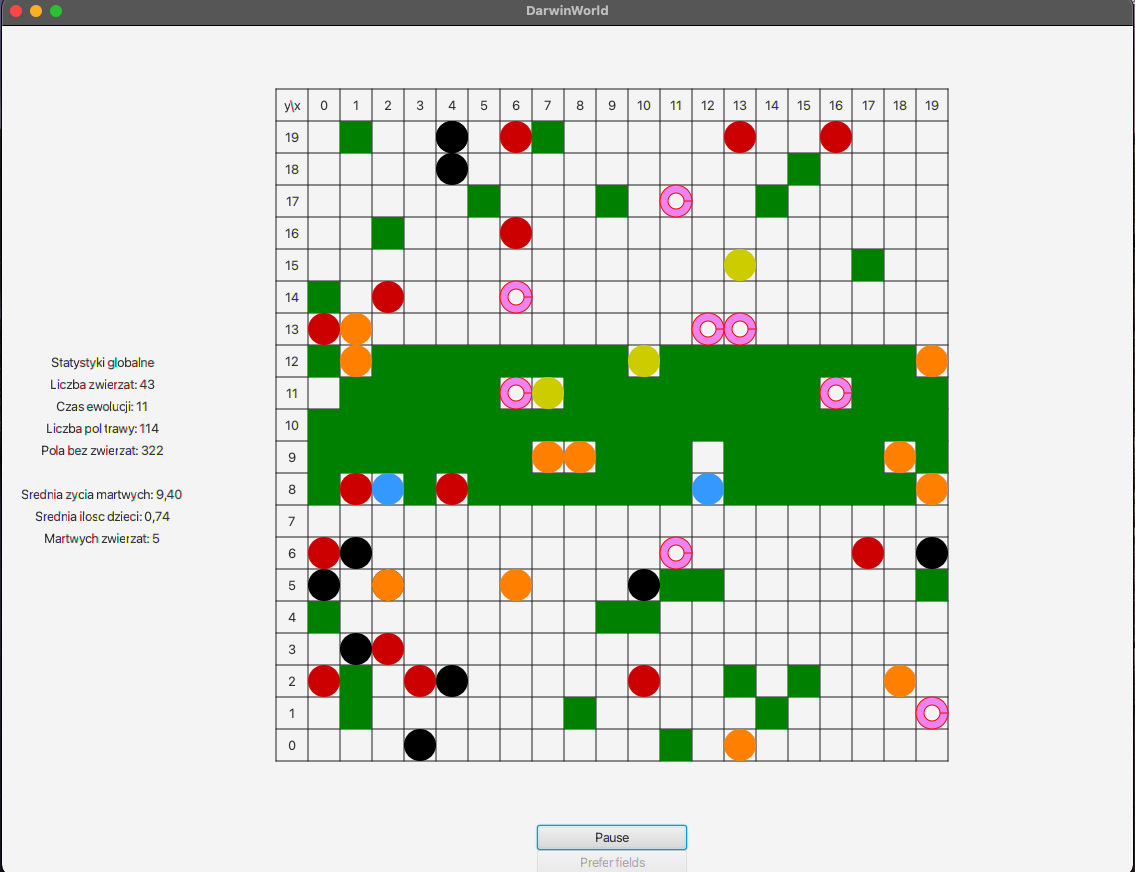 DarwinWorld
y\x 0 1 2 3 4 5 6 7 8 9 10 11 12 13 14 15 16 17 18 19
19
18
17
16
15
14
13
12
11
10
9
8
7
6
5
4
3
2
1
0
Statystyki globalne
Liczba zwierzat: 43
Czas ewolucji: 11
Liczba pol trawy: 114
Pola bez zwierzat: 322
Srednia zycia martwych: 9,40
Srednia ilosc dzieci: 0,74
Martwych zwierzat: 5
Pause
Prefer fields